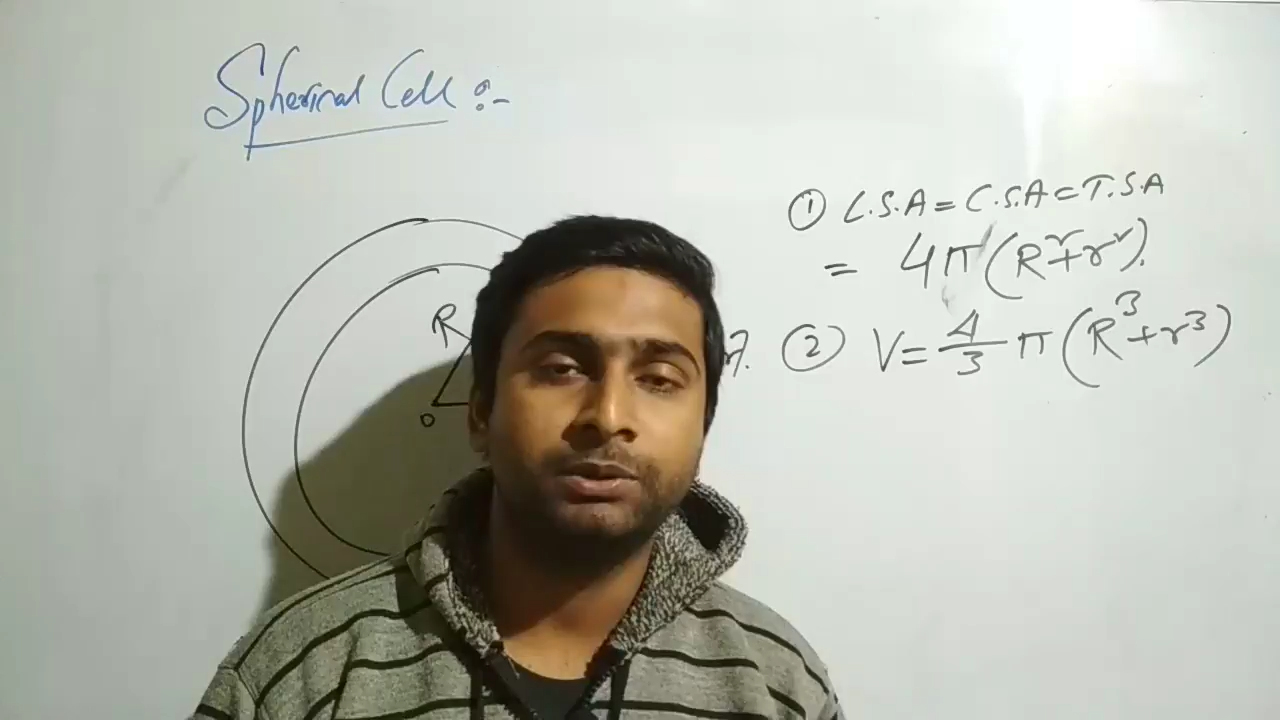 Spherical Cell :-
① L.S.A = C.S.A = T.S.A
= 4π(R²+r²).
R
r.
② V = 4/3 π(R³+r³)
O